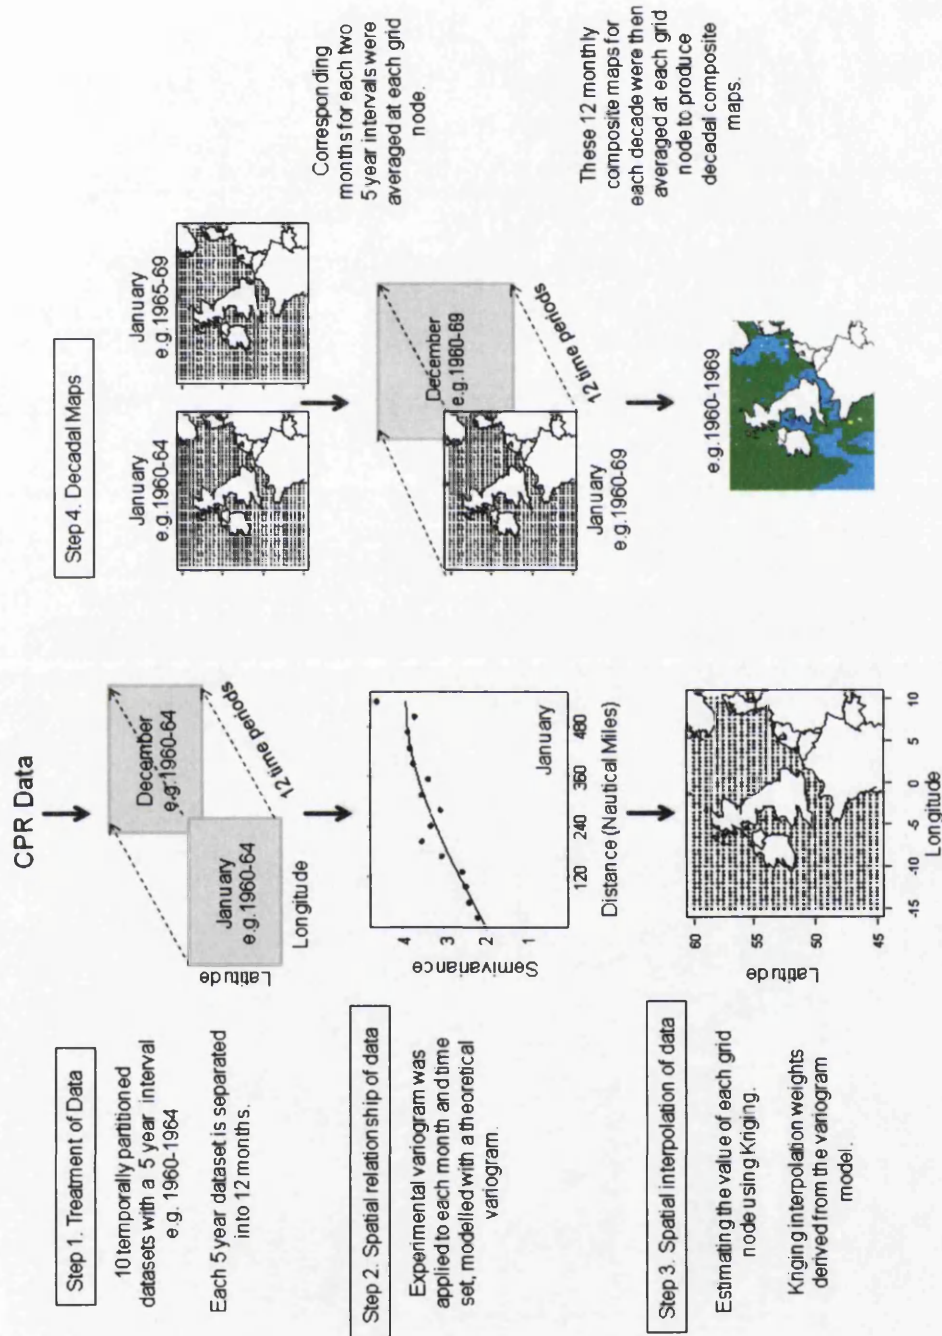 CPR Data
Step 1. Treatment of Data
10 temporally partitioned
datasets with a 5 year interval
e.g. 1960-1964
Each 5 year dataset is separated
into 12 months.
Latitude
January
e.g.1960-64
Longitude
December
e.g.1960-64
12 time periods
Step 2. Spatial relationship of data
Experimental variogram was
applied to each month and time
set, modelled with a theoretical
variogram.
Semivariance
4
3
2
1
January
120
240
360
480
Distance (Nautical Miles)
Step 3. Spatial interpolation of data
Estimating the value of each grid
node using Kriging.
Kriging interpolation weights
derived from the variogram
model.
Latitude
60
55
50
45
-15
-10
-5
0
5
10
Longitude
Step 4. Decadal Maps
January
e.g.1960-64
January
e.g.1965-69
Corresponding
months for each two
5 year intervals were
averaged at each grid
node.
December
e.g.1960-69
12 time periods
January
e.g.1960-69
These 12 monthly
composite maps for
each decade were then
averaged at each grid
node to produce
decadal composite
maps.
e.g.1960-1969